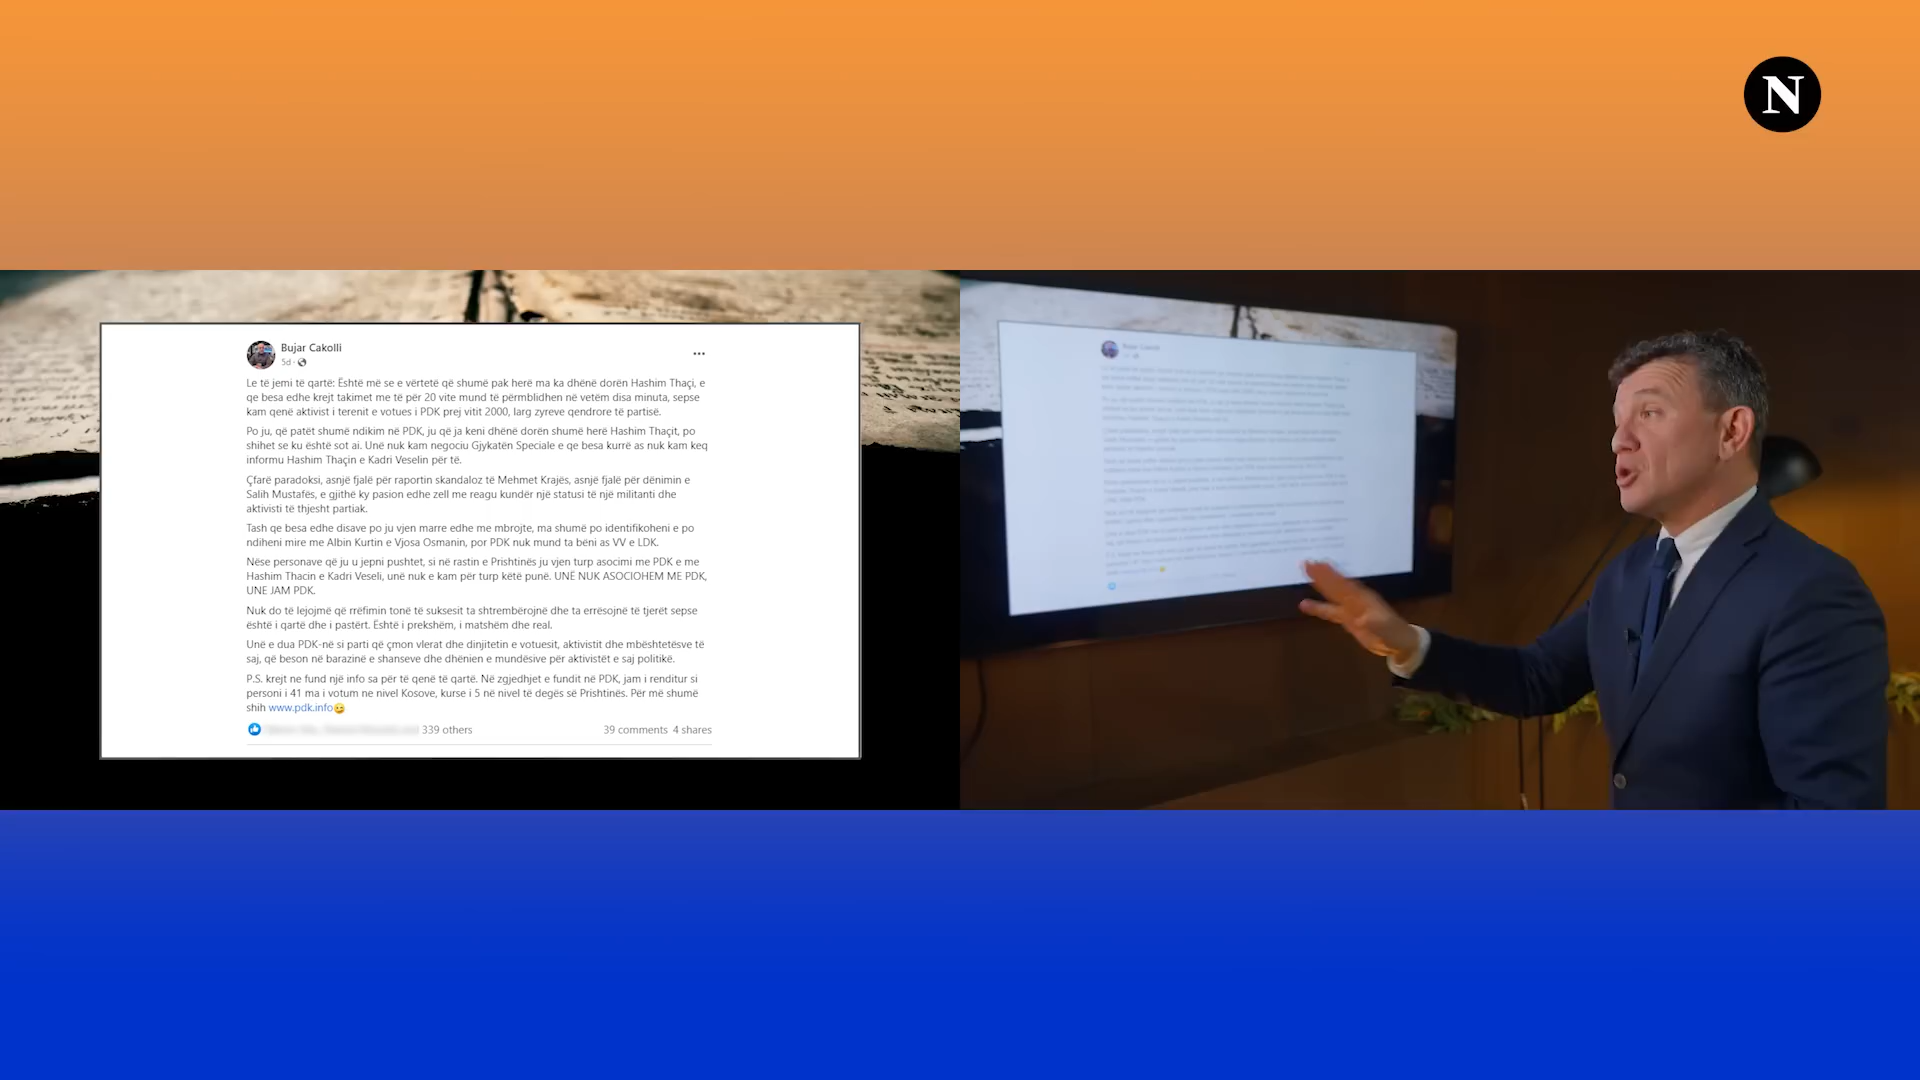 N
Bujar Cakolli
5d ·
Le të jemi të qartë: Është më se e vërtetë që shumë pak herë ma ka dhënë dorën Hashim Thaçi, e
qe besa edhe krejt takimet me të për 20 vite mund të përmblidhen në vetëm disa minuta, sepse
kam qenë aktivist i terenit e votues i PDK prej vitit 2000, larg zyreve qendrore të partisë.
Po ju, që patët shumë ndikim në PDK, ju që ja keni dhënë dorën shumë herë Hashim Thaçit, po
shihet se ku është sot ai. Unë nuk kam negociu Gjykatën Speciale e qe besa kurrë as nuk kam keq
informu Hashim Thaçin e Kadri Veselin për të.
Çfarë paradoksi, asnjë fjalë për raportin skandaloz të Mehmet Krajës, asnjë fjalë për dënimin e
Salih Mustafës, e gjithë ky pasion edhe zell me reagu kundër një statusi të një militanti dhe
aktivisti të thjesht partiak.
Tash qe besa edhe disave po ju vjen marre edhe me mbrojte, ma shumë po identifikoheni e po
ndiheni mire me Albin Kurtin e Vjosa Osmanin, por PDK nuk mund ta bëni as VV e LDK.
Nëse personave që ju u jepni pushtet, si në rastin e Prishtinës ju vjen turp asocimi me PDK e me
Hashim Thacin e Kadri Veseli, unë nuk e kam për turp këtë punë. UNË NUK ASOCIOHEM ME PDK,
UNE JAM PDK.
Nuk do të lejojmë që rrëfimin tonë të suksesit ta shtrembërojnë dhe ta errësojnë të tjerët sepse
është i qartë dhe i pastërt. Është i prekshëm, i matshëm dhe real.
Unë e dua PDK-në si parti që çmon vlerat dhe dinjitetin e votuesit, aktivistit dhe mbështetësve të
saj, që beson në barazinë e shanseve dhe dhënien e mundësive për aktivistët e saj politikë.
P.S. krejt ne fund një info sa për të qenë të qartë. Në zgjedhjet e fundit në PDK, jam i renditur si
personi i 41 ma i votum ne nivel Kosove, kurse i 5 në nivel të degës së Prishtinës. Për më shumë
shih www.pdk.info😉
339 others 39 comments 4 shares